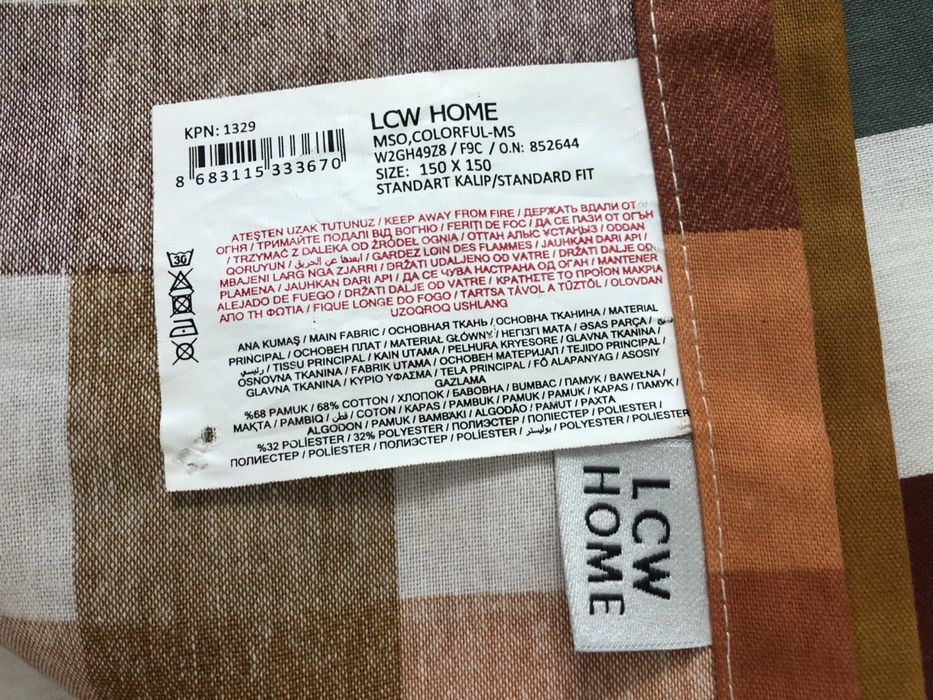 KPN: 1329
8 683115 333670
LCW HOME
MSO,COLORFUL-MS
W2GH49Z8 / F9C / O.N: 852644
SIZE: 150 X 150
STANDART KALIP/STANDARD FIT
30
ATEŞTEN UZAK TUTUNUZ / KEEP AWAY FROM FIRE / ДЕРЖАТЬ ВДАЛИ ОТ
ОГНЯ / ТРИМАЙТЕ ПОДАЛІ ВІД ВОГНЮ / FERIȚI DE FOC / ДА СЕ ПАЗИ ОТ ОГЪН
/ TRZYMAĆ Z DALEKA OD ŹRÓDEŁ OGNIA / ОТТАН АЛЫС ҰСТАҢЫЗ / ODDAN
QORUYUN / ابعدها عن الحريق / GARDEZ LOIN DES FLAMMES / JAUHKAN DARI API /
MBAJENI LARG NGA ZJARRI / DRŽATI UDALJENO OD VATRE / DRŽATI OD
PLAMENA / JAUHKAN DARI API / ДА СЕ ЧУВА НАСТРАНА ОД ОГАН / MANTENER
ALEJADO DE FUEGO / DRŽATI DALJE OD VATRE / ΚΡΑΤΗΣΤΕ ΤΟ ΠΡΟΪΟΝ ΜΑΚΡΙΑ
ΑΠΟ ΤΗ ΦΩΤΙΑ / FIQUE LONGE DO FOGO / TARTSA TÁVOL A TŰZTŐL / OLOVDAN
UZOQROQ USHLANG
ANA KUMAŞ / MAIN FABRIC / ОСНОВНАЯ ТКАНЬ / ОСНОВНА ТКАНИНА / MATERIAL
PRINCIPAL / ОСНОВЕН ПЛАТ / MATERIAŁ GŁÓWNY / НЕГІЗГІ МАТА / ƏSAS PARÇA /
رئيسي / TISSU PRINCIPAL / KAIN UTAMA / PELHURA KRYESORE / GLAVNA TKANINA /
OSNOVNA TKANINA / FABRIK UTAMA / ОСНОВЕН МАТЕРИЈАЛ / TEJIDO PRINCIPAL /
GLAVNA TKANINA / ΚΥΡΙΟ ΥΦΑΣΜΑ / TELA PRINCIPAL / FŐ ALAPANYAG / ASOSIY
GAZLAMA
%68 PAMUK / 68% COTTON / ХЛОПОК / БАВОВНА / BUMBAC / ПАМУК / BAWEŁNA /
МАҚТА / PAMBIQ / قطن / COTON / KAPAS / PAMBUK / PAMUK / KAPAS / ПАМУК /
ALGODON / PAMUK / ΒΑΜΒΑΚΙ / ALGODÃO / PAMUT / PAXTA
%32 POLİESTER / 32% POLYESTER / ПОЛИЭСТЕР / ПОЛІЕСТЕР / POLIESTER /
ПОЛИЕСТЕР / POLIESTER / ПОЛИЭСТЕР / POLİESTER / بوليستر / POLYESTER / POLIESTER
LCW
HOME